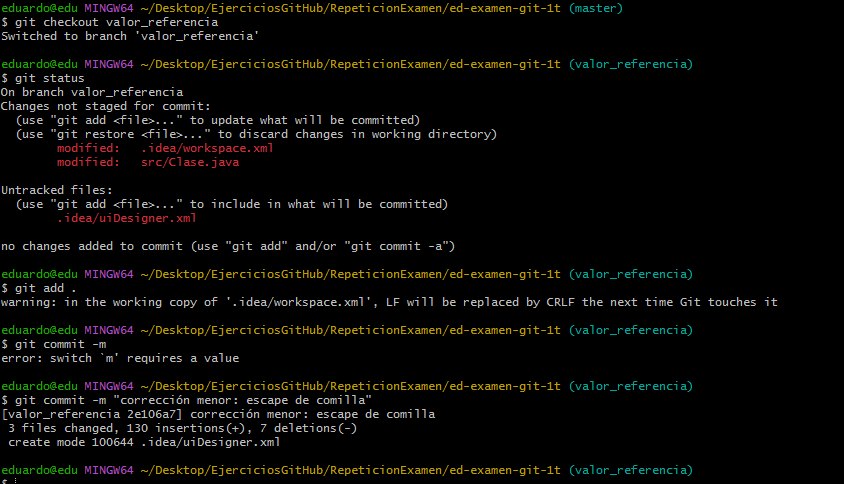 eduardo@edu MINGW64 ~/Desktop/EjerciciosGitHub/RepeticionExamen/ed-examen-git-1t (master)
$ git checkout valor_referencia
Switched to branch 'valor_referencia'

eduardo@edu MINGW64 ~/Desktop/EjerciciosGitHub/RepeticionExamen/ed-examen-git-1t (valor_referencia)
$ git status
On branch valor_referencia
Changes not staged for commit:
  (use "git add <file>..." to update what will be committed)
  (use "git restore <file>..." to discard changes in working directory)
        modified:   .idea/workspace.xml
        modified:   src/Clase.java

Untracked files:
  (use "git add <file>..." to include in what will be committed)
        .idea/uiDesigner.xml

no changes added to commit (use "git add" and/or "git commit -a")

eduardo@edu MINGW64 ~/Desktop/EjerciciosGitHub/RepeticionExamen/ed-examen-git-1t (valor_referencia)
$ git add .
warning: in the working copy of '.idea/workspace.xml', LF will be replaced by CRLF the next time Git touches it

eduardo@edu MINGW64 ~/Desktop/EjerciciosGitHub/RepeticionExamen/ed-examen-git-1t (valor_referencia)
$ git commit -m
error: switch `m' requires a value

eduardo@edu MINGW64 ~/Desktop/EjerciciosGitHub/RepeticionExamen/ed-examen-git-1t (valor_referencia)
$ git commit -m "corrección menor: escape de comilla"
[valor_referencia 2e106a7] corrección menor: escape de comilla
 3 files changed, 130 insertions(+), 7 deletions(-)
 create mode 100644 .idea/uiDesigner.xml

eduardo@edu MINGW64 ~/Desktop/EjerciciosGitHub/RepeticionExamen/ed-examen-git-1t (valor_referencia)
$